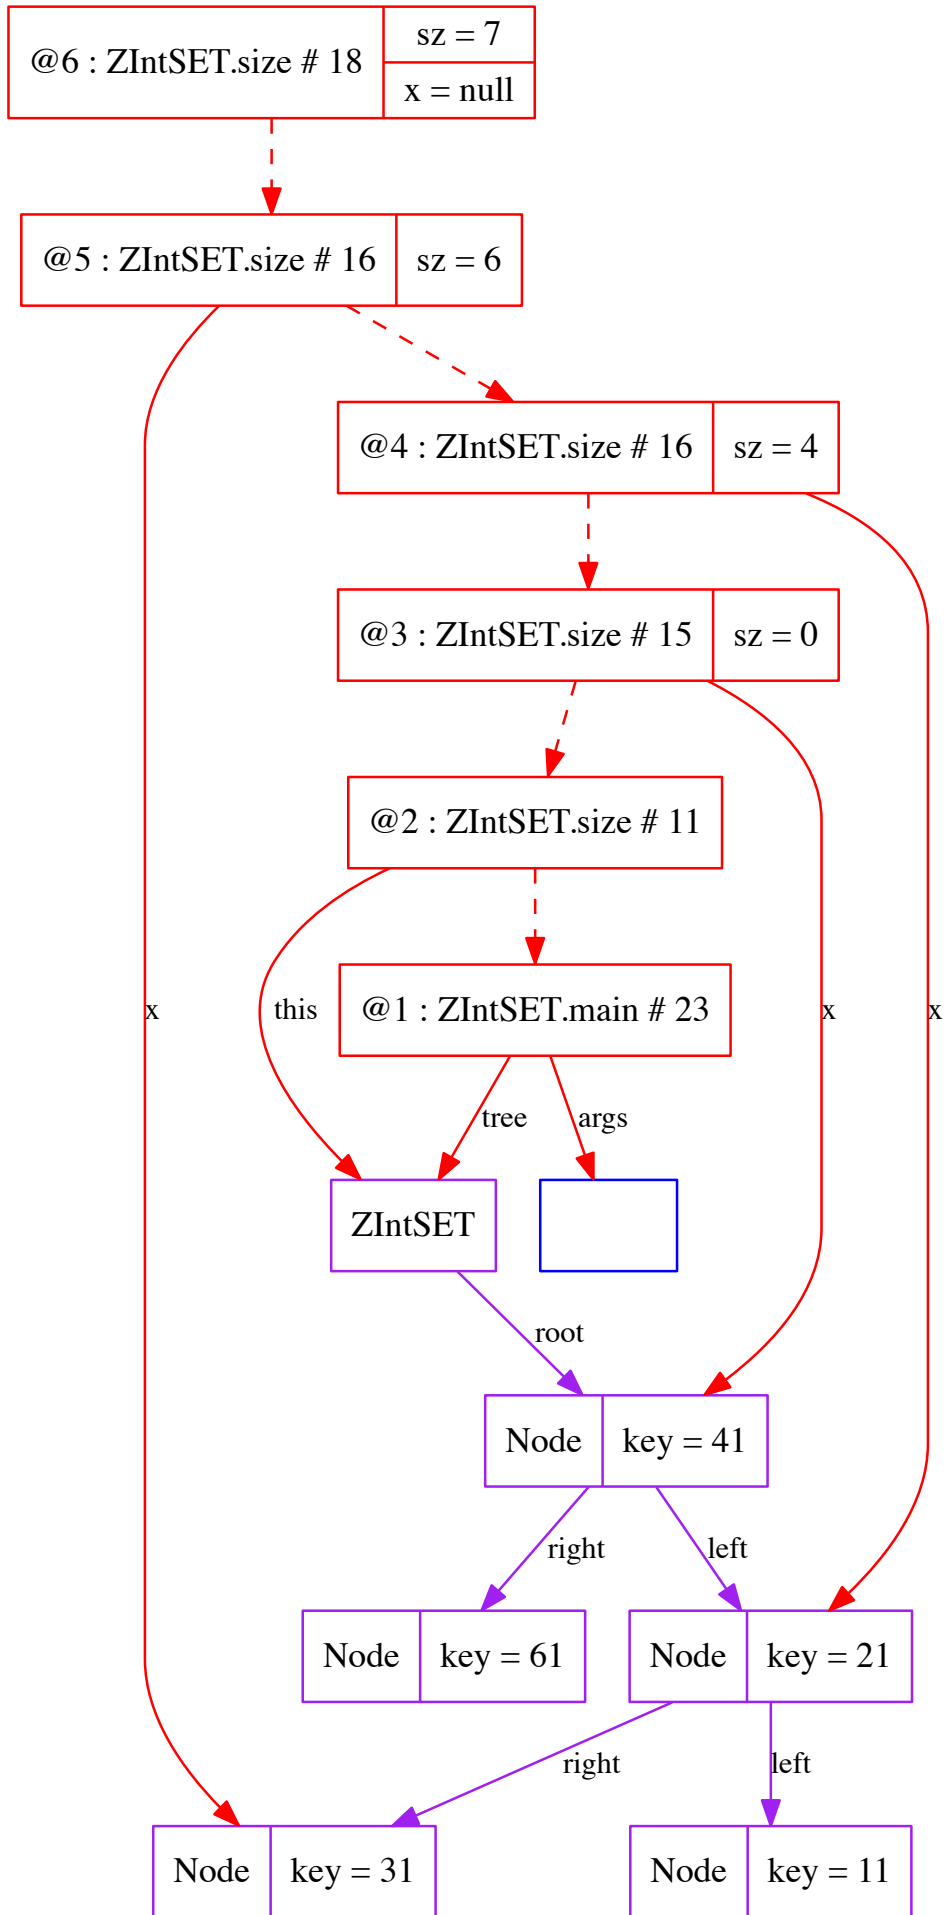 @6 : ZIntSET.size # 18
sz = 7
x = null
@5 : ZIntSET.size # 16
sz = 6
@4 : ZIntSET.size # 16
sz = 4
@3 : ZIntSET.size # 15
sz = 0
@2 : ZIntSET.size # 11
x
this
@1 : ZIntSET.main # 23
x
x
tree
args
ZIntSET
root
Node
key = 41
right
left
Node
key = 61
Node
key = 21
right
left
Node
key = 31
Node
key = 11